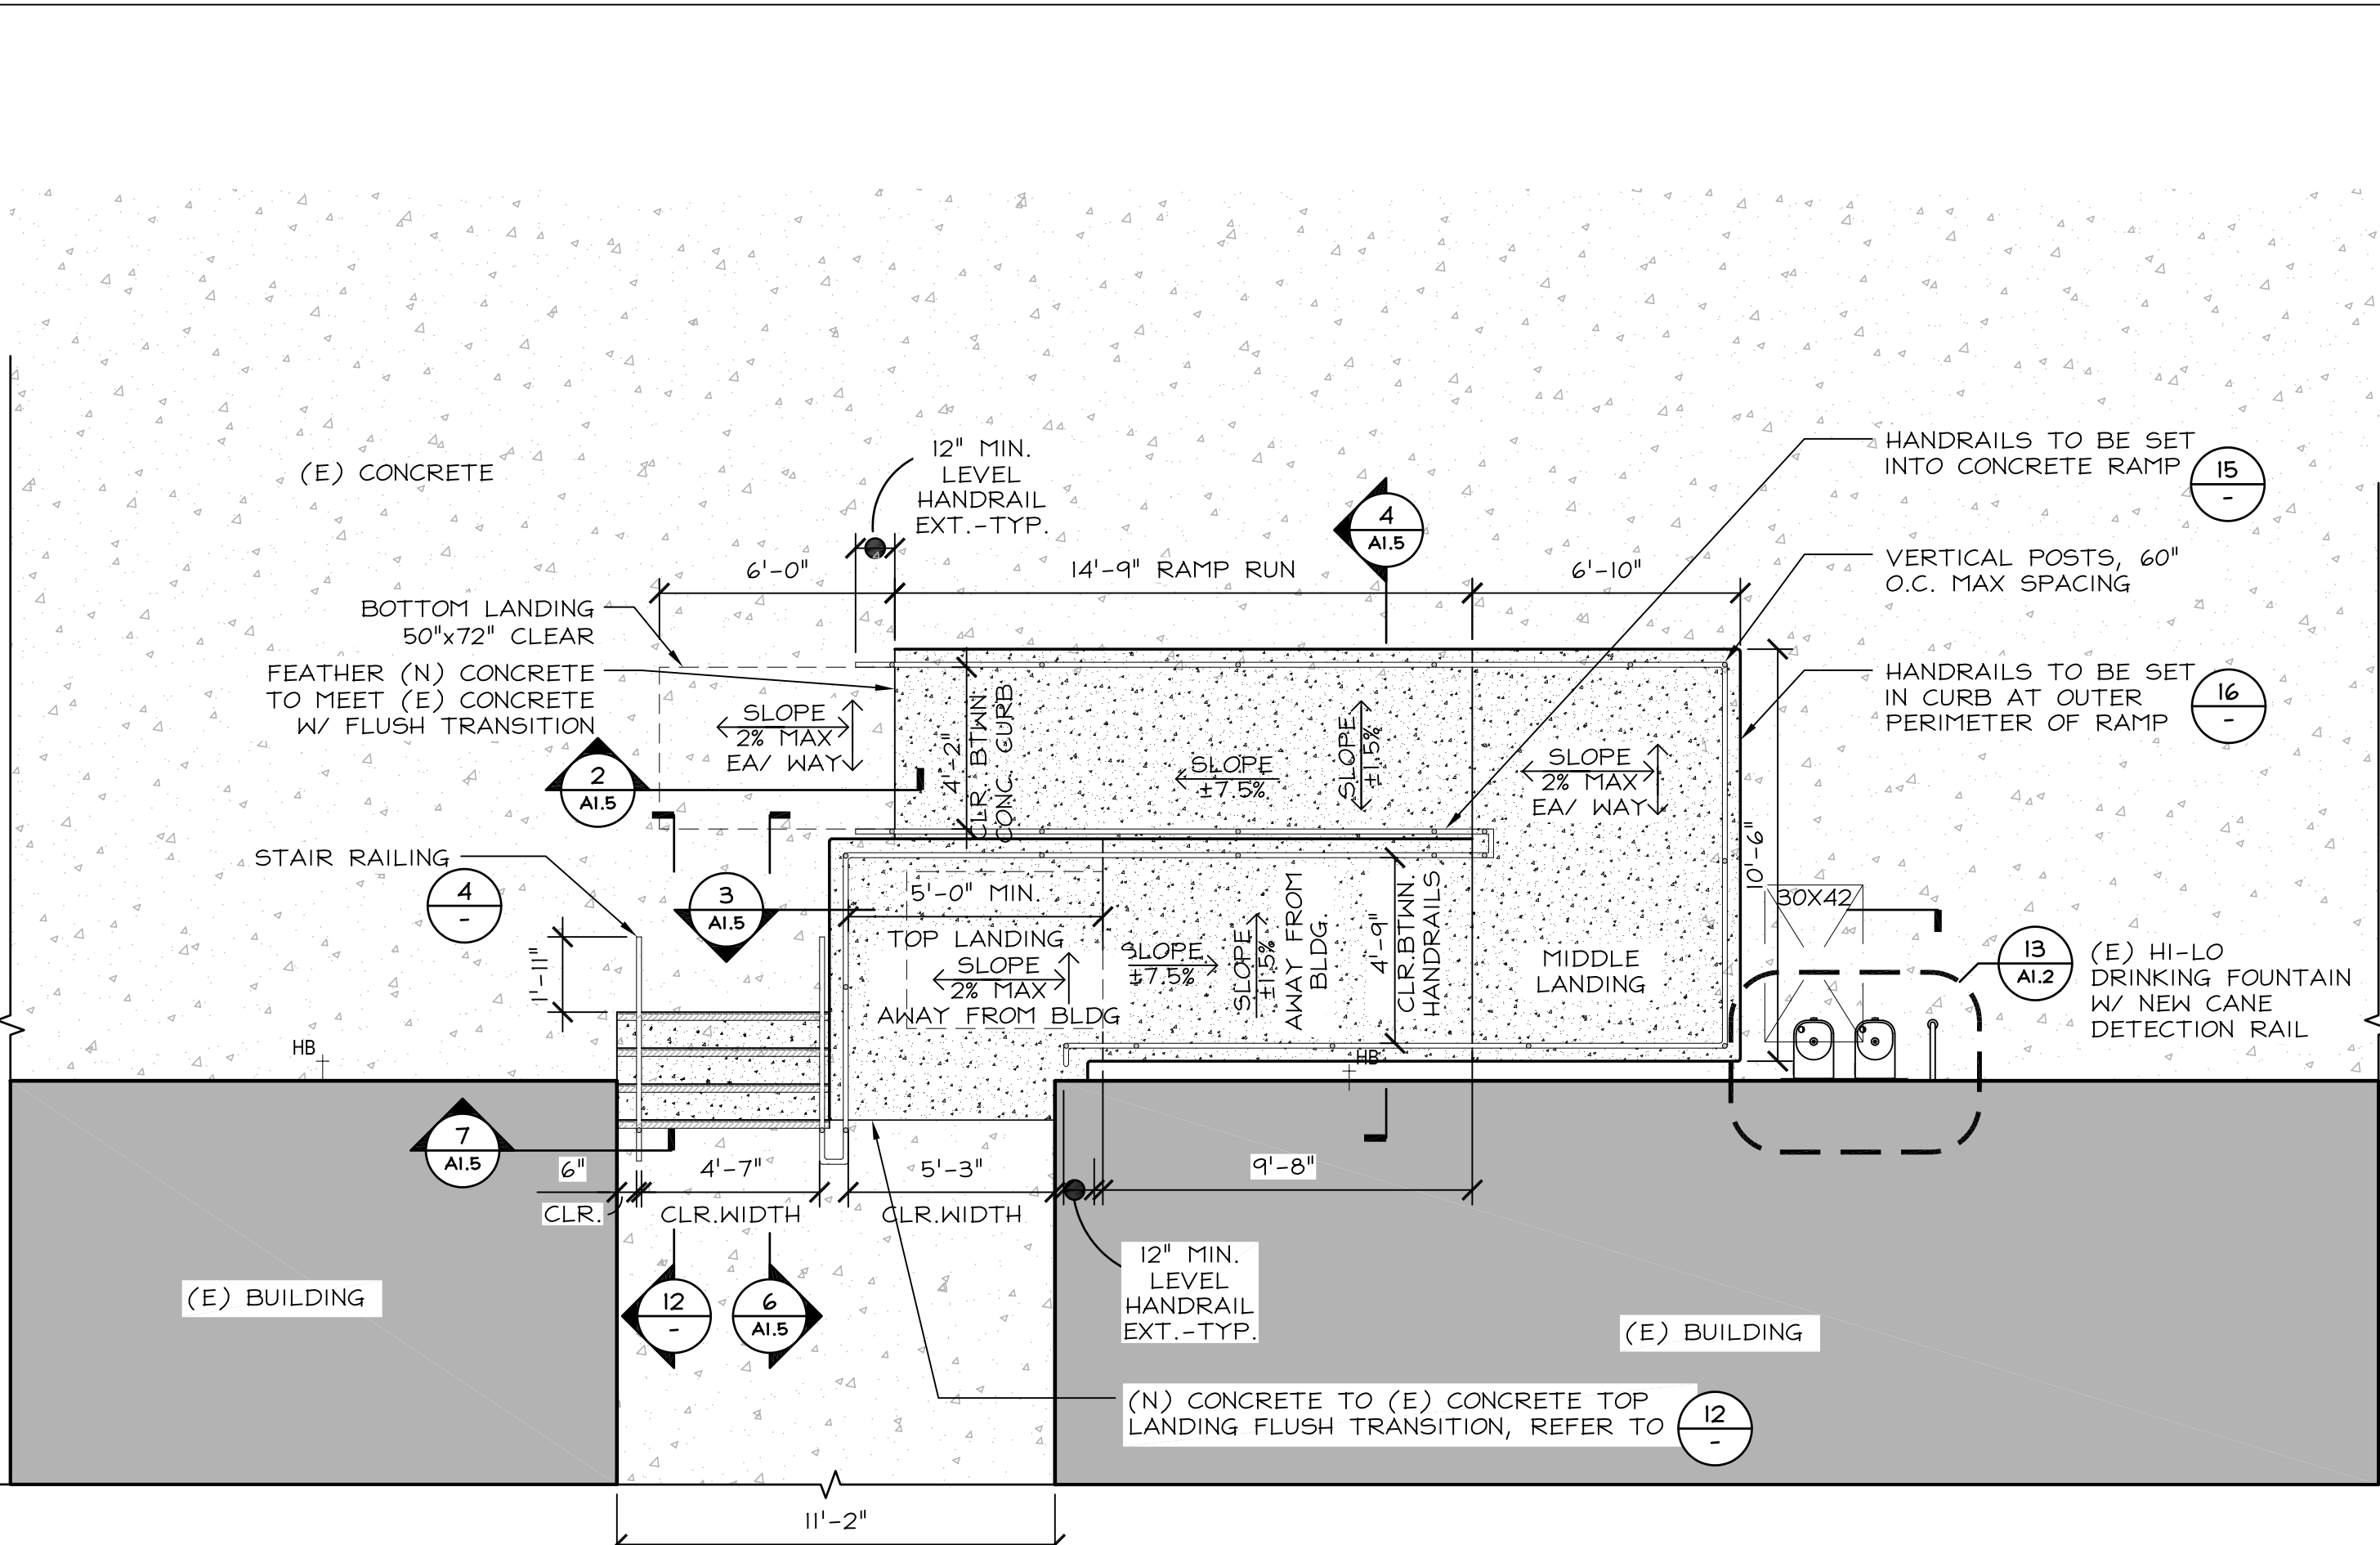 (E) CONCRETE
12" MIN.
LEVEL
HANDRAIL
EXT.-TYP.
4
A1.5
HANDRAILS TO BE SET
INTO CONCRETE RAMP
15
-
6'-0"
14'-9" RAMP RUN
6'-10"
VERTICAL POSTS, 60"
O.C. MAX SPACING
BOTTOM LANDING
50"x72" CLEAR
FEATHER (N) CONCRETE
TO MEET (E) CONCRETE
W/ FLUSH TRANSITION
HANDRAILS TO BE SET
IN CURB AT OUTER
PERIMETER OF RAMP
16
-
SLOPE
2% MAX
EA/ WAY
4'-2"
CLR BTWN
CONC. CURB
SLOPE
±7.5%
SLOPE
±1.5%
SLOPE
2% MAX
EA/ WAY
2
A1.5
10'-6"
STAIR RAILING
4
-
3
A1.5
5'-0" MIN.
TOP LANDING
SLOPE
2% MAX
AWAY FROM BLDG
SLOPE
±7.5%
SLOPE
±1.5%
AWAY FROM
BLDG.
4'-9"
CLR.BTWN.
HANDRAILS
MIDDLE
LANDING
30X42
13
A1.2
(E) HI-LO
DRINKING FOUNTAIN
W/ NEW CANE
DETECTION RAIL
1'-11"
HB
HB
7
A1.5
6"
CLR.
4'-7"
CLR.WIDTH
5'-3"
CLR.WIDTH
9'-8"
12" MIN.
LEVEL
HANDRAIL
EXT.-TYP.
(E) BUILDING
12
-
6
A1.5
(E) BUILDING
(N) CONCRETE TO (E) CONCRETE TOP
LANDING FLUSH TRANSITION, REFER TO
12
-
11'-2"